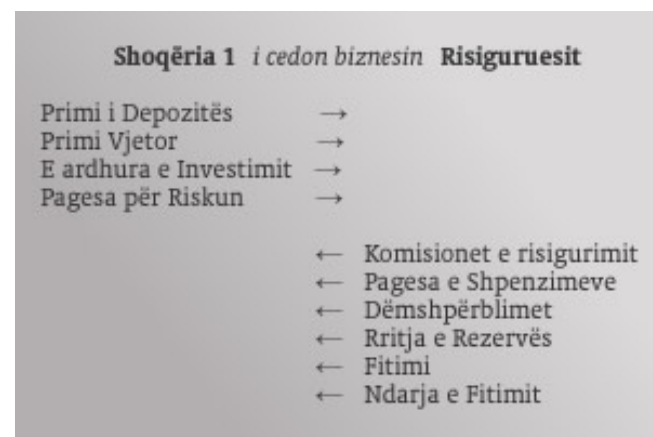 Shoqëria 1 i cedon biznesin Risiguruesit
Primi i Depozitës →
Primi Vjetor →
E ardhura e Investimit →
Pagesa për Riskun →
← Komisionet e risigurimit
← Pagesa e Shpenzimeve
← Dëmshpërblimet
← Rritja e Rezervës
← Fitimi
← Ndarja e Fitimit